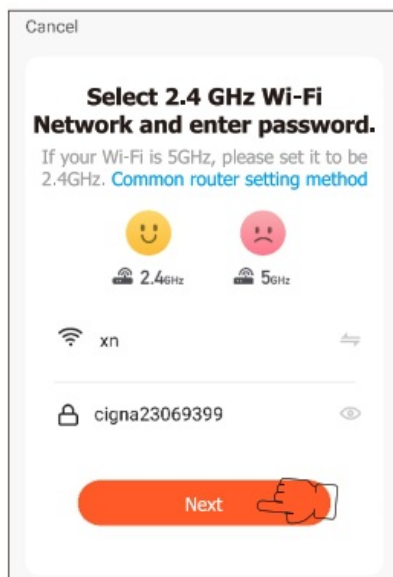 Cancel
Select 2.4 GHz Wi-Fi
Network and enter password.
If your Wi-Fi is 5GHz, please set it to be
2.4GHz. Common router setting method
2.4GHz 5GHz
xn
cigna23069399
Next